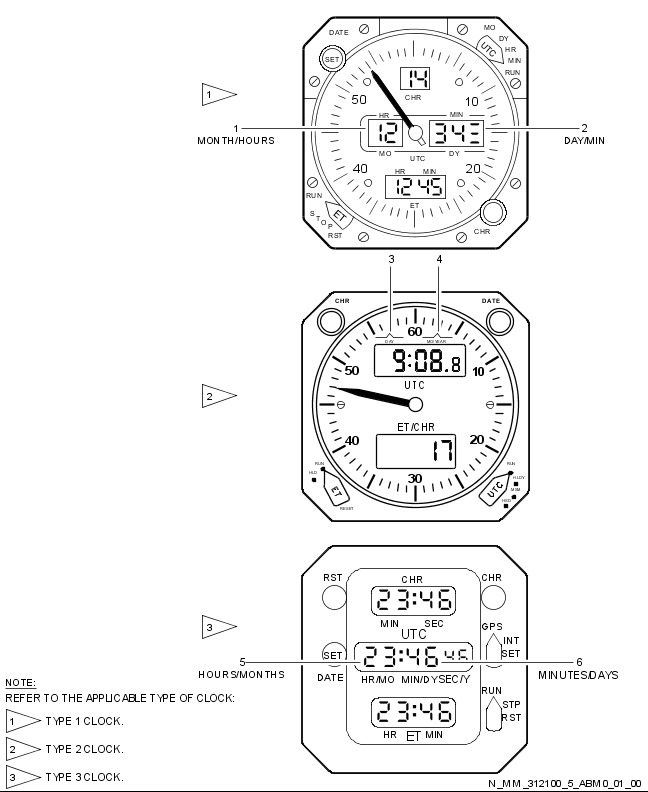 DATE
SET
MO
DY
HR
MIN
RUN
UTC
14
CHR
50
10
HR
MIN
12
34
MO
UTC
DY
40
20
HR MIN
12 45
ET
RUN
STOP
RST
ET
CHR
1
1
MONTH/HOURS
2
DAY/MIN
3
4
CHR
DATE
60
DAY
MO/YEAR
9:08.8
UTC
50
10
ET/CHR
17
40
20
30
RUN
HLD
ET
RESET
RUN
HLDY
UTC
2
RST
CHR
CHR
23:46
MIN SEC
UTC
GPS
INT
SET
SET
DATE
23:46 46
HR/MO MIN/DY SEC/Y
RUN
STP
RST
23:46
HR ET MIN
3
5
HOURS/MONTHS
6
MINUTES/DAYS
NOTE:
REFER TO THE APPLICABLE TYPE OF CLOCK:
1 TYPE 1 CLOCK.
2 TYPE 2 CLOCK.
3 TYPE 3 CLOCK.
N_MM_312100_5_ABM0_01_00